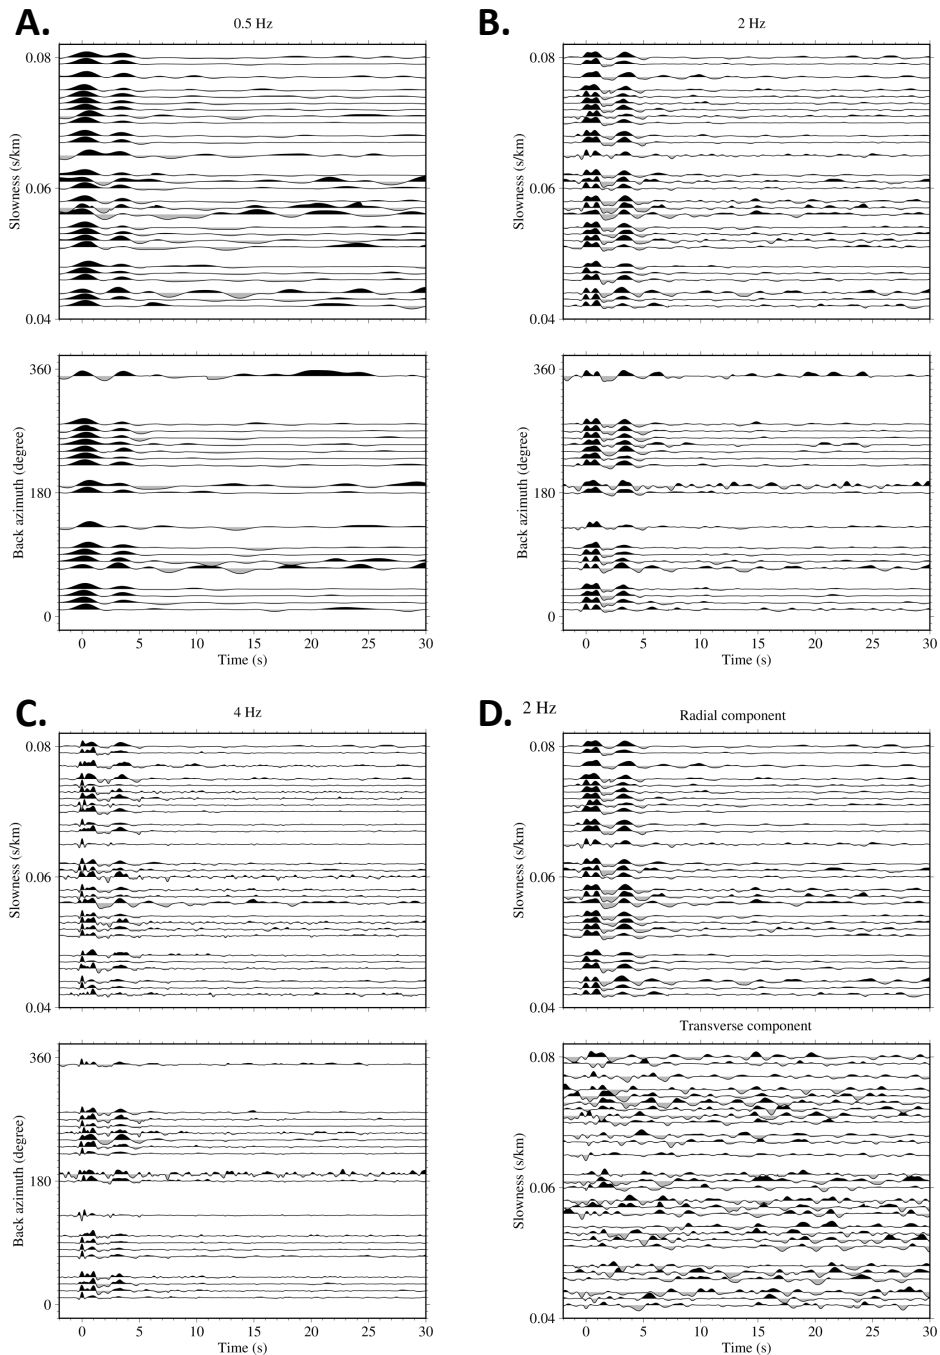 A.
0.5 Hz
0.08
0.06
0.04
Slowness (s/km)
360
180
0
Back azimuth (degree)
0 5 10 15 20 25 30
Time (s)
B.
2 Hz
0.08
0.06
0.04
Slowness (s/km)
360
180
0
Back azimuth (degree)
0 5 10 15 20 25 30
Time (s)
C.
4 Hz
0.08
0.06
0.04
Slowness (s/km)
360
180
0
Back azimuth (degree)
0 5 10 15 20 25 30
Time (s)
D. 2 Hz
Radial component
0.08
0.06
0.04
Slowness (s/km)
Transverse component
0.08
0.06
0.04
Slowness (s/km)
0 5 10 15 20 25 30
Time (s)